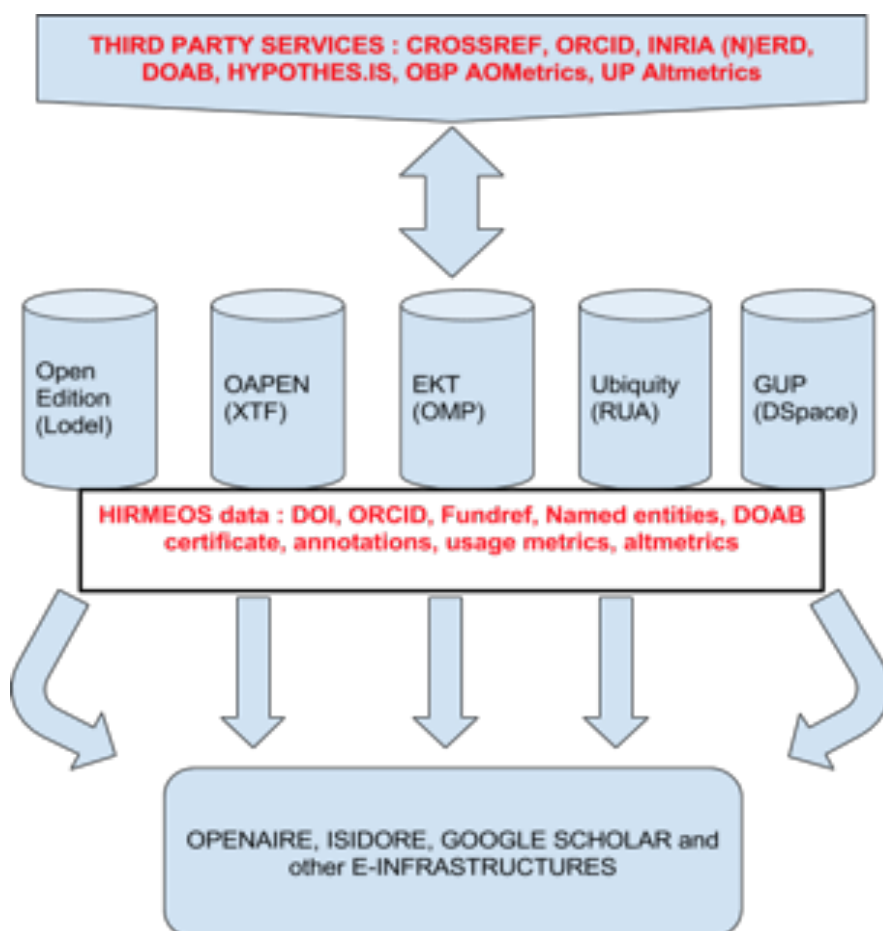 THIRD PARTY SERVICES : CROSSREF, ORCID, INRIA (N)ERD,
DOAB, HYPOTHES.IS, OBP AOMetrics, UP Altmetrics
Open
Edition
(Lodel)
OAPEN
(XTF)
EKT
(OMP)
Ubiquity
(RUA)
GUP
(DSpace)
HIRMEOS data : DOI, ORCID, Fundref, Named entities, DOAB
certificate, annotations, usage metrics, altmetrics
OPENAIRE, ISIDORE, GOOGLE SCHOLAR and
other E-INFRASTRUCTURES